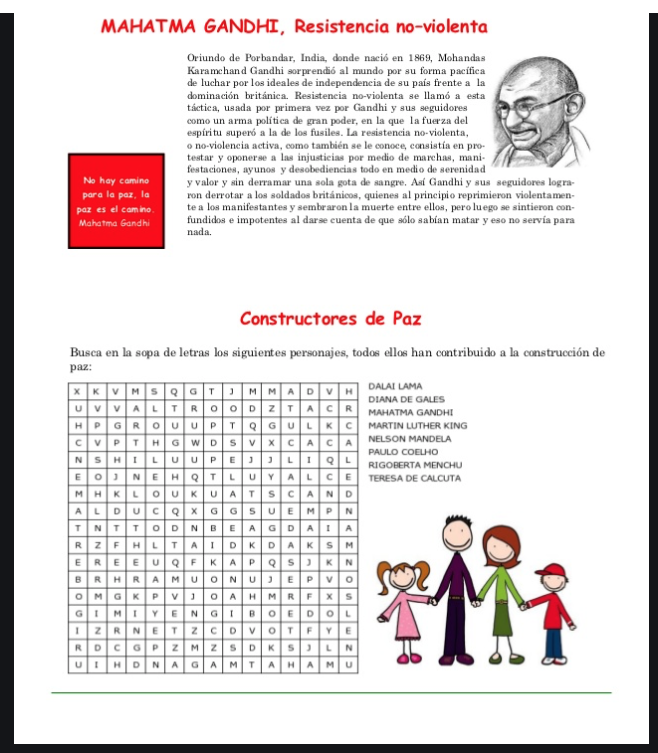 MAHATMA GANDHI, Resistencia no-violenta
Oriundo de Porbandar, India, donde nació en 1869, Mohandas
Karamchand Gandhi sorprendió al mundo por su forma pacífica
de luchar por los ideales de independencia de su país frente a la
dominación británica. Resistencia no-violenta se llamó a esta
táctica, usada por primera vez por Gandhi y sus seguidores
como un arma política de gran poder, en la que la fuerza del
espíritu superó a la de los fusiles. La resistencia no-violenta,
o no-violencia activa, como también se le conoce, consistía en pro-
testar y oponerse a las injusticias por medio de marchas, mani-
festaciones, ayunos y desobediencias todo en medio de serenidad
y valor y sin derramar una sola gota de sangre. Así Gandhi y sus seguidores logra-
ron derrotar a los soldados británicos, quienes al principio reprimieron violentamen-
te a los manifestantes y sembraron la muerte entre ellos, pero luego se sintieron con-
fundidos e impotentes al darse cuenta de que sólo sabían matar y eso no servía para
nada.
No hay camino
para la paz, la
paz es el camino.
Mahatma Gandhi
Constructores de Paz
Busca en la sopa de letras los siguientes personajes, todos ellos han contribuido a la construcción de
paz:
X K V M S Q G T J M M A D V H
U V V A L T R O O D Z T A C R
H P G R O U U P T Q G U L K C
C V P T H G W D S V X C A C A
N S H I L U U P E J J L I Q L
E O J N E H Q T L U Y A L C E
M H K L O U K U A T S C A N D
A L D U C Q X G G S U E M P N
T N T T O D N B E A G D A I A
R Z F H L T A I D K D A K S M
E R E E U Q F K A P Q S J K N
B R H R A M U O N U J E P V O
O M G K P V J O A H M R F X S
G I M I Y E N G I B O E D O L
I Z R N E T Z C D V O T F Y E
R D C G P Z M Z S D K S J L N
U I H D N A G A M T A H A M U
DALAI LAMA
DIANA DE GALES
MAHATMA GANDHI
MARTIN LUTHER KING
NELSON MANDELA
PAULO COELHO
RIGOBERTA MENCHU
TERESA DE CALCUTA